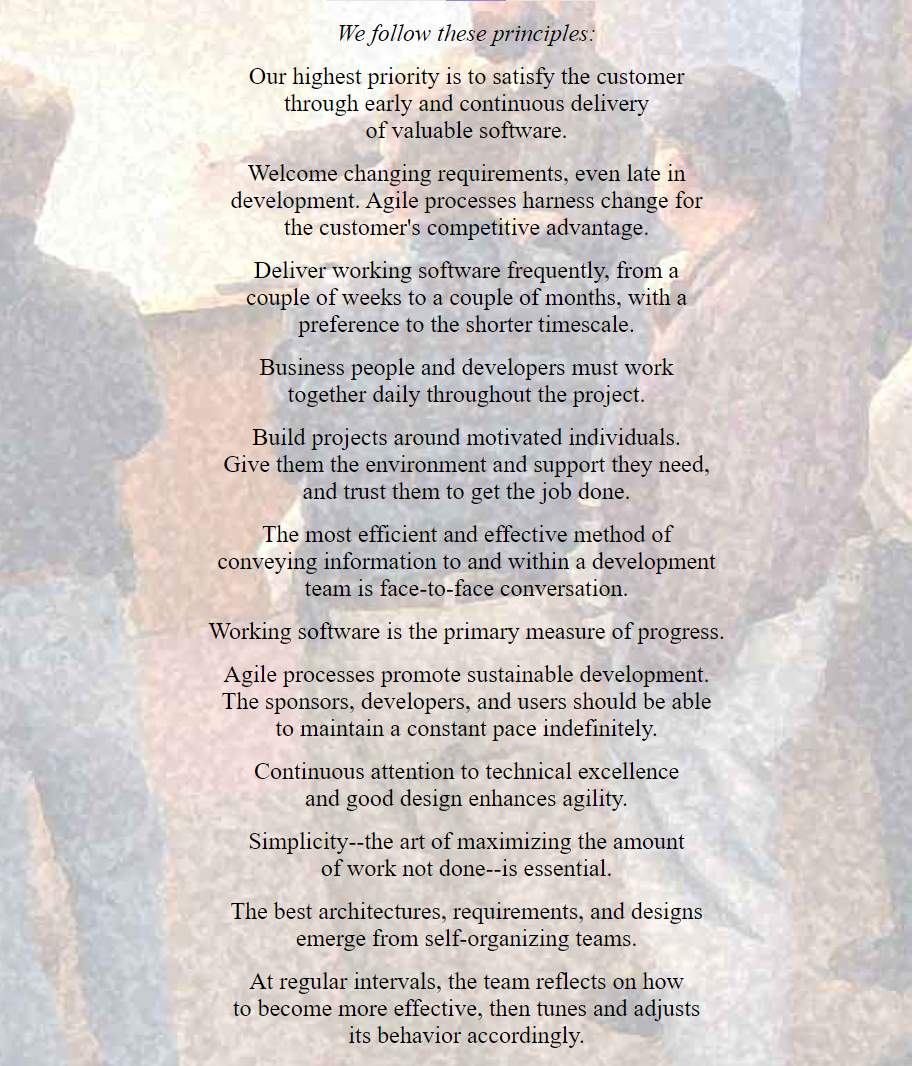 We follow these principles:
Our highest priority is to satisfy the customer
through early and continuous delivery
of valuable software.
Welcome changing requirements, even late in
development. Agile processes harness change for
the customer's competitive advantage.
Deliver working software frequently, from a
couple of weeks to a couple of months, with a
preference to the shorter timescale.
Business people and developers must work
together daily throughout the project.
Build projects around motivated individuals.
Give them the environment and support they need,
and trust them to get the job done.
The most efficient and effective method of
conveying information to and within a development
team is face-to-face conversation.
Working software is the primary measure of progress.
Agile processes promote sustainable development.
The sponsors, developers, and users should be able
to maintain a constant pace indefinitely.
Continuous attention to technical excellence
and good design enhances agility.
Simplicity--the art of maximizing the amount
of work not done--is essential.
The best architectures, requirements, and designs
emerge from self-organizing teams.
At regular intervals, the team reflects on how
to become more effective, then tunes and adjusts
its behavior accordingly.